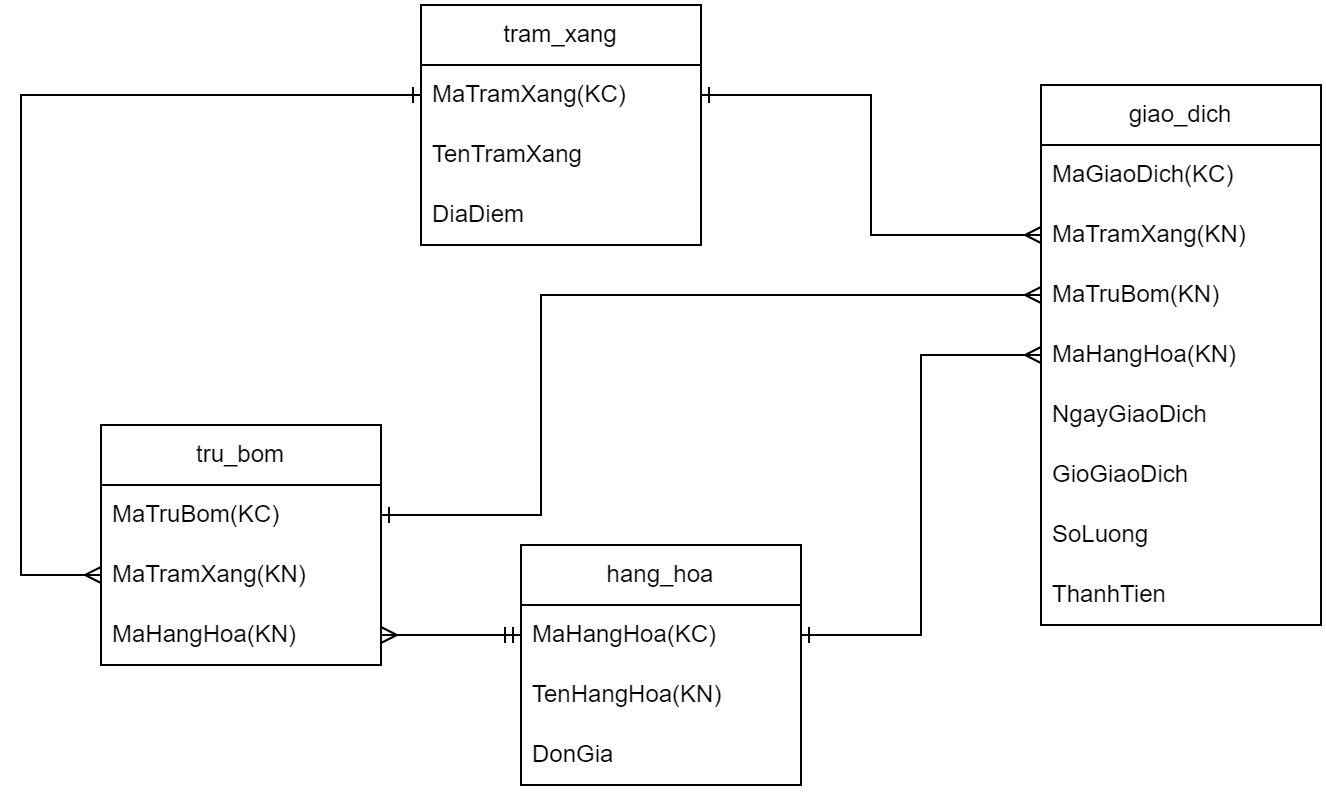 tram_xang
MaTramXang(KC)
TenTramXang
DiaDiem
giao_dich
MaGiaoDich(KC)
MaTramXang(KN)
MaTruBom(KN)
MaHangHoa(KN)
NgayGiaoDich
GioGiaoDich
SoLuong
ThanhTien
tru_bom
MaTruBom(KC)
MaTramXang(KN)
MaHangHoa(KN)
hang_hoa
MaHangHoa(KC)
TenHangHoa(KN)
DonGia